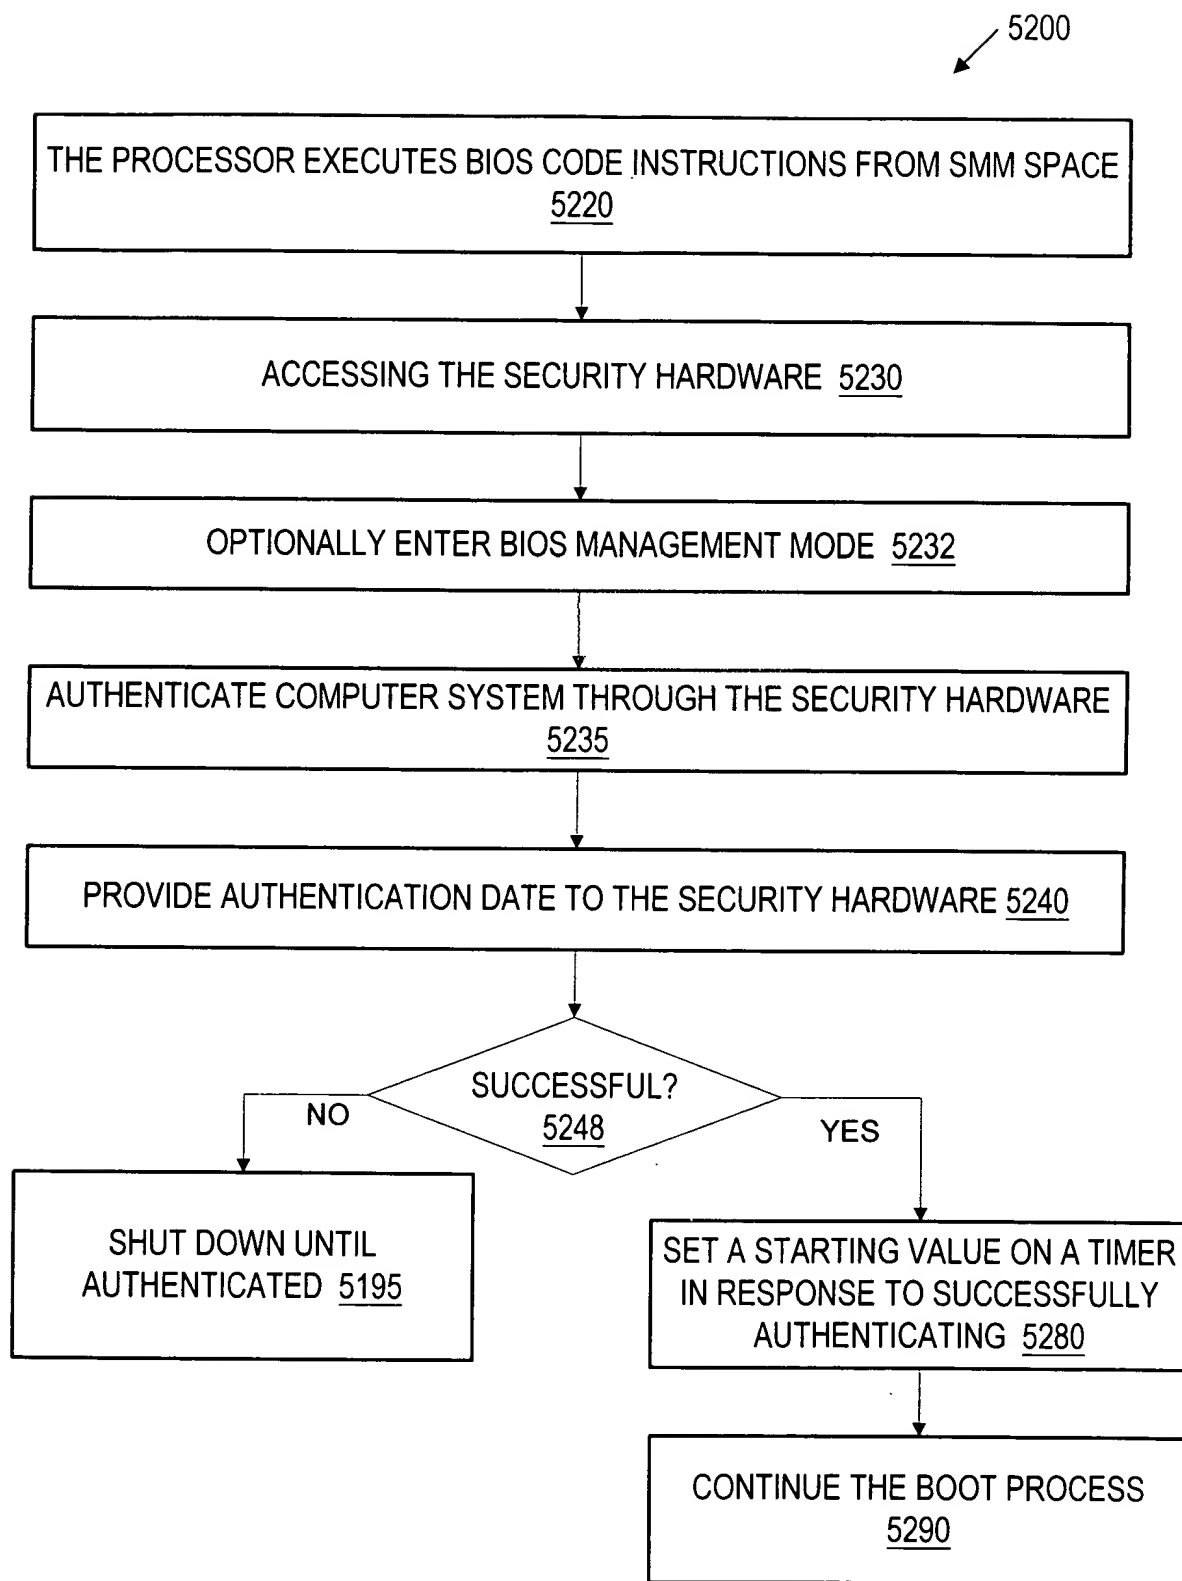 5200
THE PROCESSOR EXECUTES BIOS CODE INSTRUCTIONS FROM SMM SPACE
5220
ACCESSING THE SECURITY HARDWARE 5230
OPTIONALLY ENTER BIOS MANAGEMENT MODE 5232
AUTHENTICATE COMPUTER SYSTEM THROUGH THE SECURITY HARDWARE
5235
PROVIDE AUTHENTICATION DATE TO THE SECURITY HARDWARE 5240
SUCCESSFUL?
5248
NO
YES
SHUT DOWN UNTIL
AUTHENTICATED 5195
SET A STARTING VALUE ON A TIMER
IN RESPONSE TO SUCCESSFULLY
AUTHENTICATING 5280
CONTINUE THE BOOT PROCESS
5290